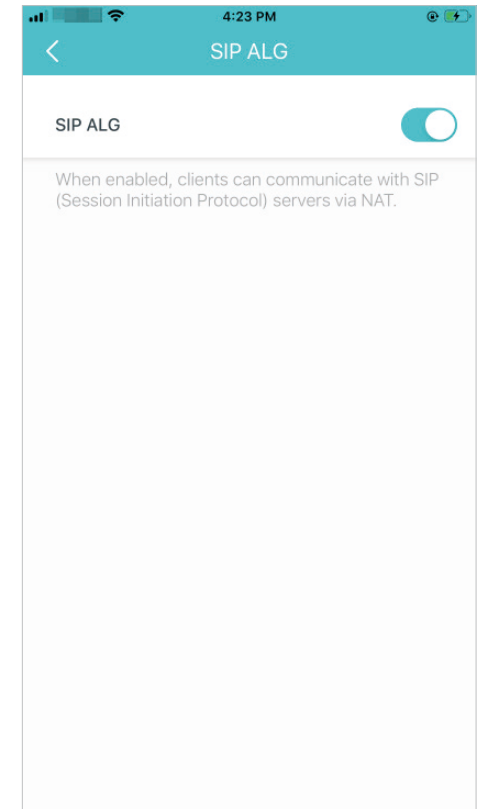 4:23 PM
SIP ALG
SIP ALG
When enabled, clients can communicate with SIP
(Session Initiation Protocol) servers via NAT.